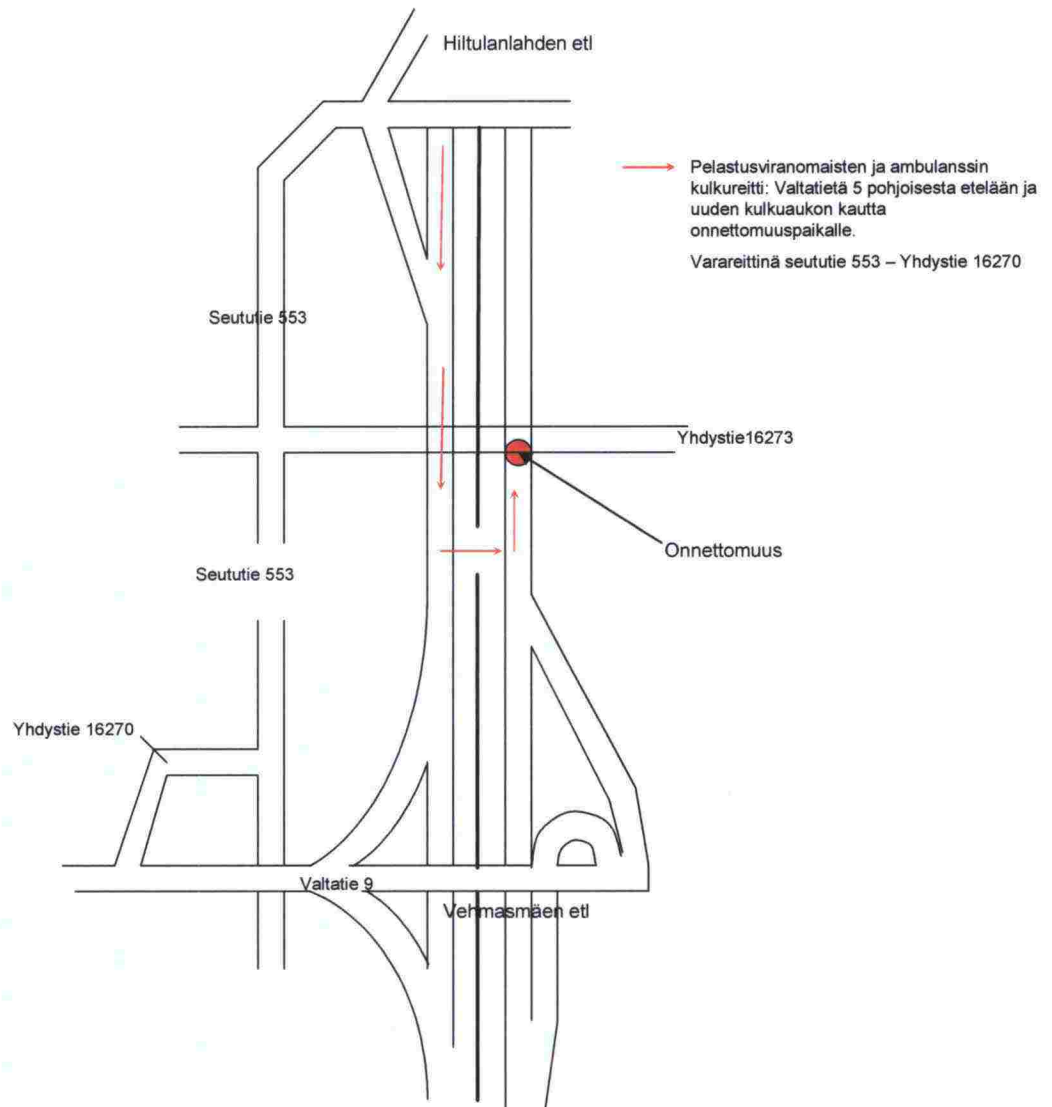 Hiltulanlahden etl
Pelastusviranomaisten ja ambulanssin
kulkureitti: Valtatietä 5 pohjoisesta etelään ja
uuden kulkuaukon kautta
onnettomuuspaikalle.
Varareittinä seututie 553 – Yhdystie 16270
Seututie 553
Yhdystie16273
Onnettomuus
Seututie 553
Yhdystie 16270
Valtatie 9
Vehmasmäen etl